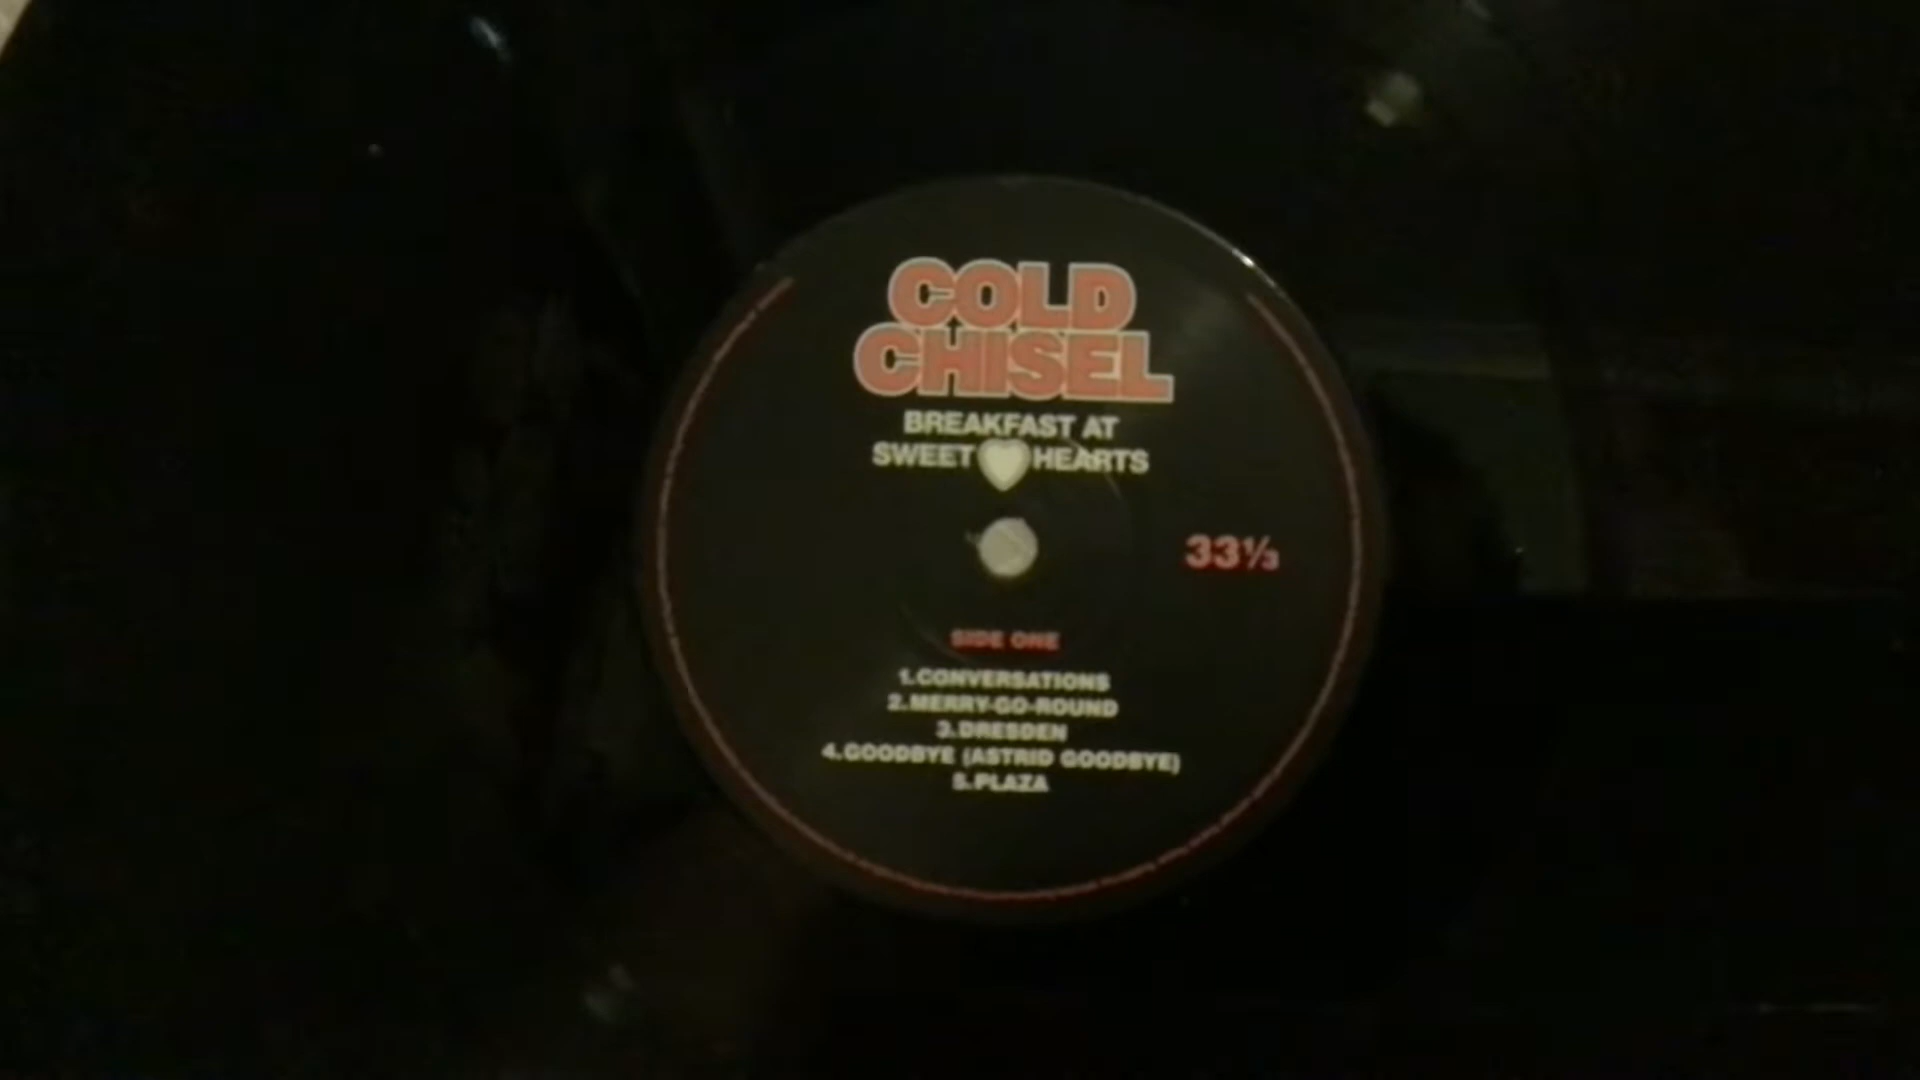 COLD
CHISEL
BREAKFAST AT
SWEET HEARTS
33⅓
SIDE ONE
1.CONVERSATIONS
2.MERRY-GO-ROUND
3.DRESDEN
4.GOODBYE (ASTRID GOODBYE)
5.PLAZA